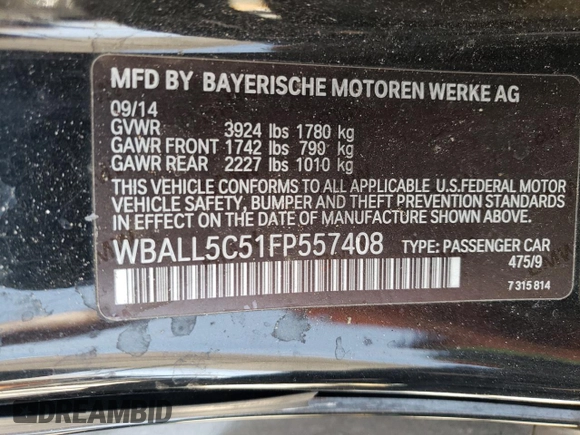 MFD BY BAYERISCHE MOTOREN WERKE AG
09/14
GVWR 3924 lbs 1780 kg
GAWR FRONT 1742 lbs 790 kg
GAWR REAR 2227 lbs 1010 kg
THIS VEHICLE CONFORMS TO ALL APPLICABLE U.S.FEDERAL MOTOR
VEHICLE SAFETY, BUMPER AND THEFT PREVENTION STANDARDS
IN EFFECT ON THE DATE OF MANUFACTURE SHOWN ABOVE.
WBALL5C51FP557408 TYPE: PASSENGER CAR
475/9
7 315 814
DREAMBID